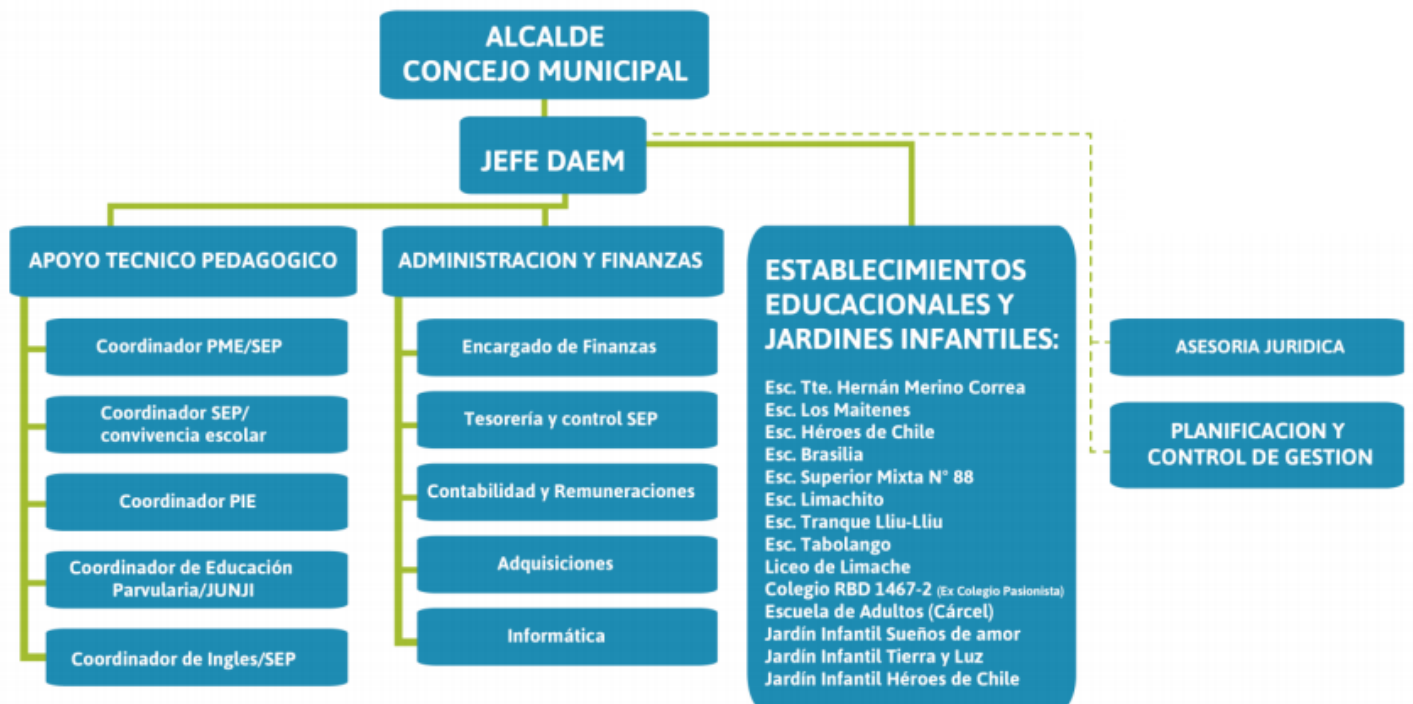 ALCALDE
CONCEJO MUNICIPAL
JEFE DAEM
APOYO TECNICO PEDAGOGICO
Coordinador PME/SEP
Coordinador SEP/
convivencia escolar
Coordinador PIE
Coordinador de Educación
Parvularia/JUNJI
Coordinador de Ingles/SEP
ADMINISTRACION Y FINANZAS
Encargado de Finanzas
Tesorería y control SEP
Contabilidad y Remuneraciones
Adquisiciones
Informática
ESTABLECIMIENTOS
EDUCACIONALES Y
JARDINES INFANTILES:
Esc. Tte. Hernán Merino Correa
Esc. Los Maitenes
Esc. Héroes de Chile
Esc. Brasilia
Esc. Superior Mixta N° 88
Esc. Limachito
Esc. Tranque Lliu-Lliu
Esc. Tabolango
Liceo de Limache
Colegio RBD 1467-2 (Ex Colegio Pasionista)
Escuela de Adultos (Cárcel)
Jardín Infantil Sueños de amor
Jardín Infantil Tierra y Luz
Jardín Infantil Héroes de Chile
ASESORIA JURIDICA
PLANIFICACION Y
CONTROL DE GESTION